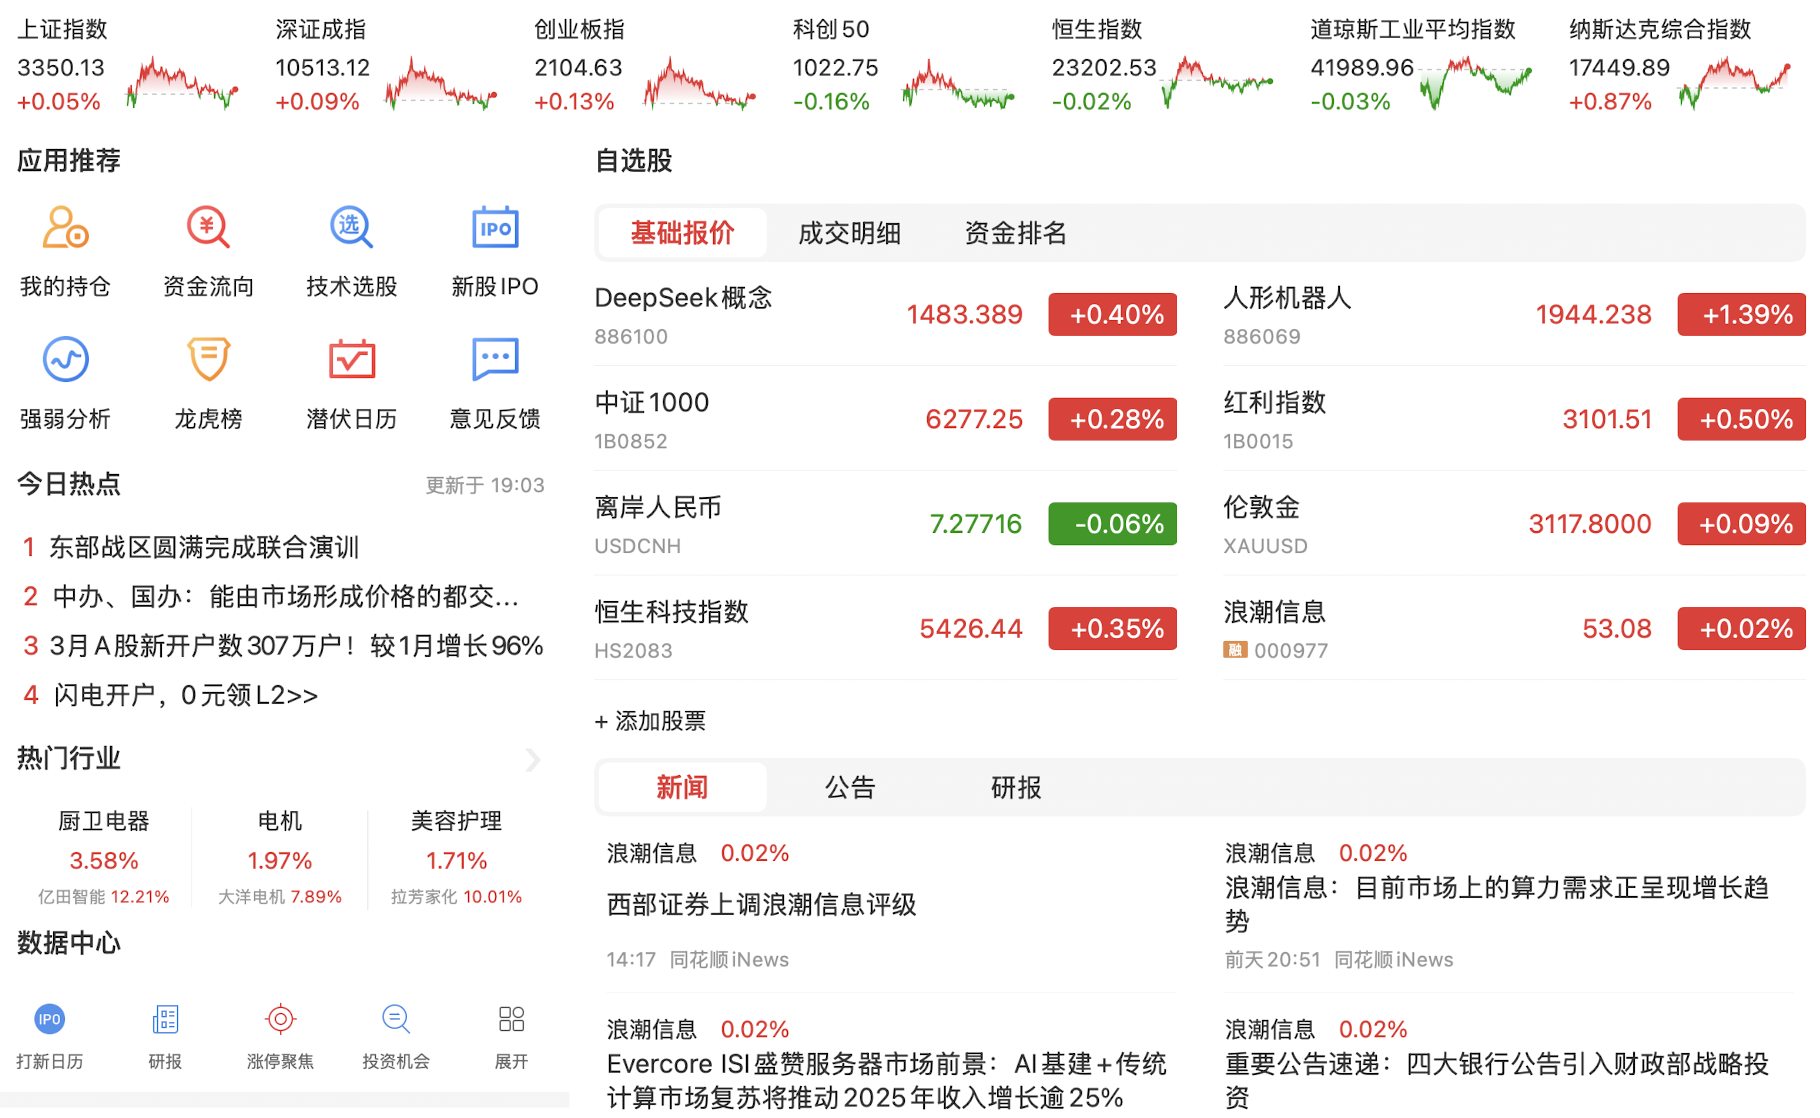 上证指数
3350.13
+0.05%
深证成指
10513.12
+0.09%
创业板指
2104.63
+0.13%
科创50
1022.75
-0.16%
恒生指数
23202.53
-0.02%
道琼斯工业平均指数
41989.96
-0.03%
纳斯达克综合指数
17449.89
+0.87%
应用推荐
¥
选
IPO
我的持仓
资金流向
技术选股
新股IPO
强弱分析
龙虎榜
潜伏日历
意见反馈
今日热点
更新于 19:03
1 东部战区圆满完成联合演训
2 中办、国办：能由市场形成价格的都交...
3 3月A股新开户数307万户！较1月增长96%
4 闪电开户，0元领L2>>
热门行业
厨卫电器
3.58%
亿田智能 12.21%
电机
1.97%
大洋电机 7.89%
美容护理
1.71%
拉芳家化 10.01%
数据中心
IPO
打新日历
研报
涨停聚焦
投资机会
展开
自选股
基础报价
成交明细
资金排名
DeepSeek概念
886100
1483.389
+0.40%
人形机器人
886069
1944.238
+1.39%
中证1000
1B0852
6277.25
+0.28%
红利指数
1B0015
3101.51
+0.50%
离岸人民币
USDCNH
7.27716
-0.06%
伦敦金
XAUUSD
3117.8000
+0.09%
恒生科技指数
HS2083
5426.44
+0.35%
浪潮信息
融 000977
53.08
+0.02%
+ 添加股票
新闻
公告
研报
浪潮信息 0.02%
西部证券上调浪潮信息评级
14:17 同花顺iNews
浪潮信息 0.02%
浪潮信息：目前市场上的算力需求正呈现增长趋
势
前天20:51 同花顺iNews
浪潮信息 0.02%
Evercore ISI盛赞服务器市场前景：AI基建+传统
计算市场复苏将推动2025年收入增长逾25%
浪潮信息 0.02%
重要公告速递：四大银行公告引入财政部战略投
资